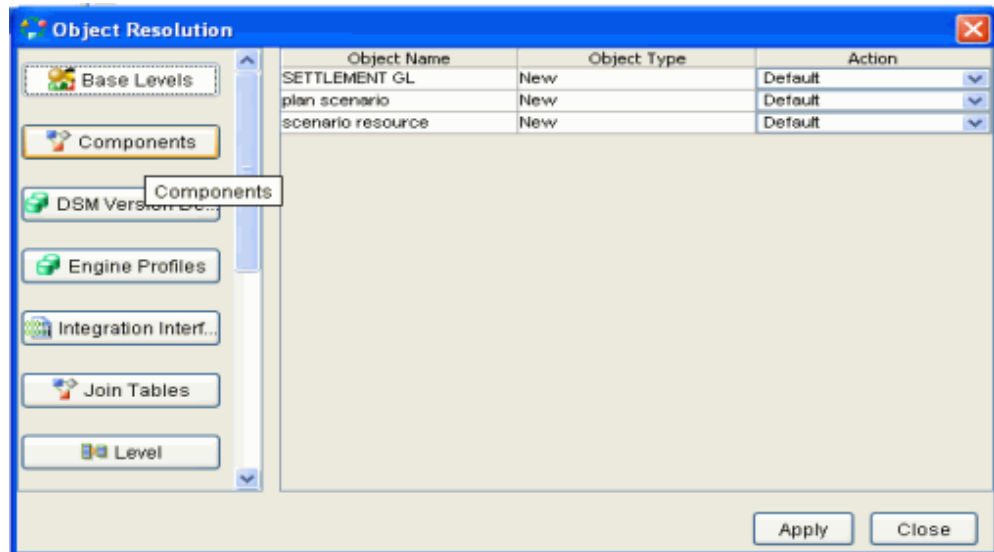 Object Resolution
Base Levels
Components
Components
DSM Version De...
Engine Profiles
Integration Interf...
Join Tables
Level
Object Name Object Type Action
SETTLEMENT GL New Default
plan scenario New Default
scenario resource New Default
Apply Close